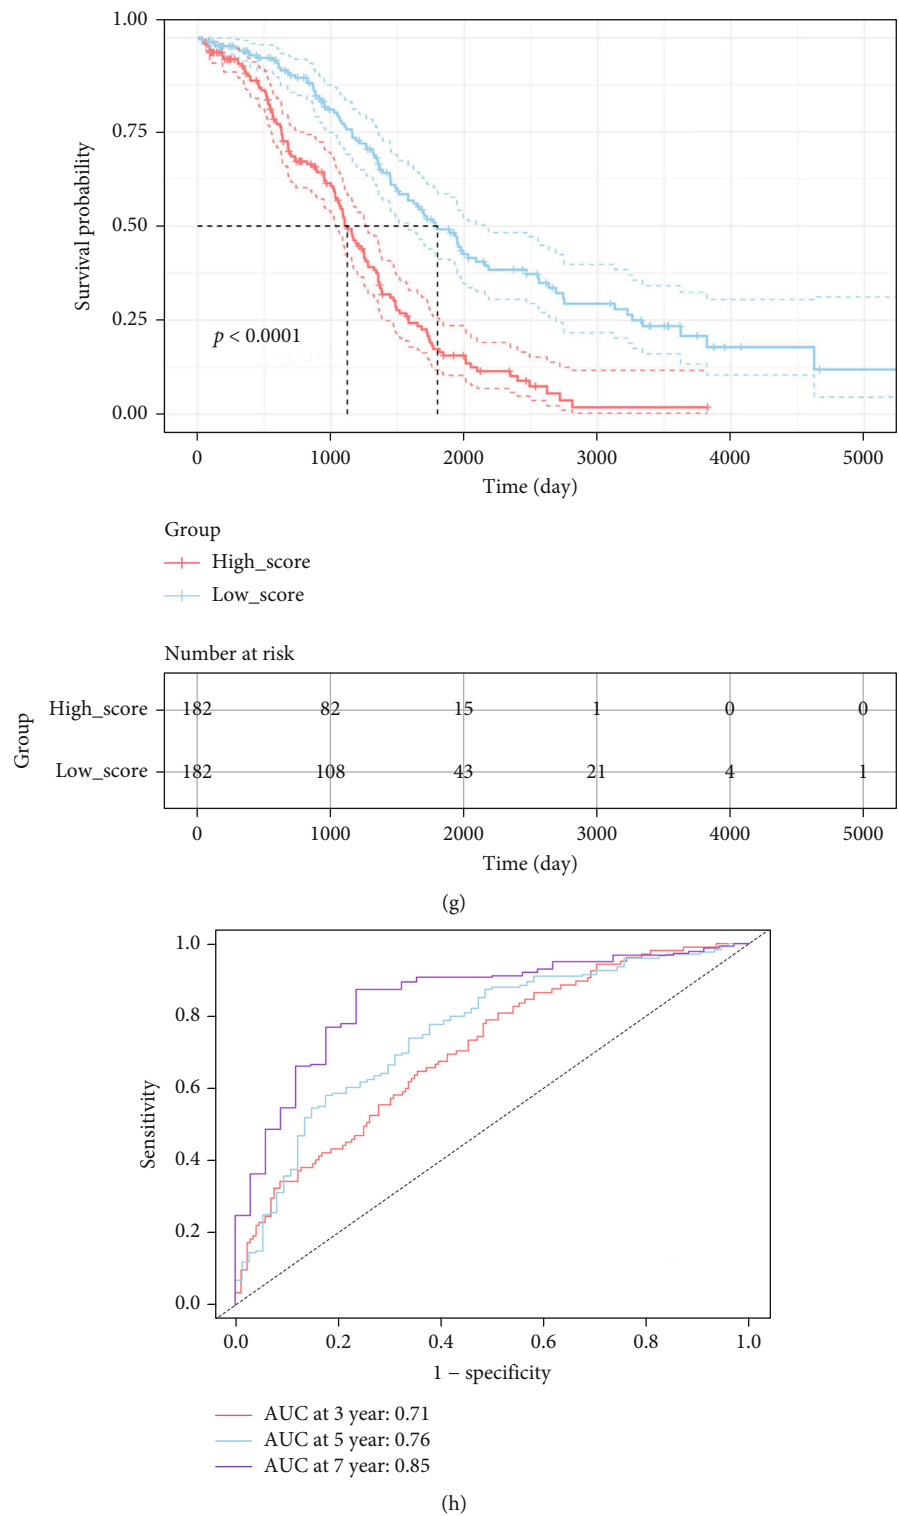 1.00
0.75
0.50
0.25
0.00
Survival probability
p < 0.0001
0 1000 2000 3000 4000 5000
Time (day)
Group
High_score
Low_score
Number at risk
Group
High_score 182 82 15 1 0 0
Low_score 182 108 43 21 4 1
0 1000 2000 3000 4000 5000
Time (day)
(g)
1.0
0.8
0.6
0.4
0.2
0.0
Sensitivity
0.0 0.2 0.4 0.6 0.8 1.0
1 − specificity
AUC at 3 year: 0.71
AUC at 5 year: 0.76
AUC at 7 year: 0.85
(h)